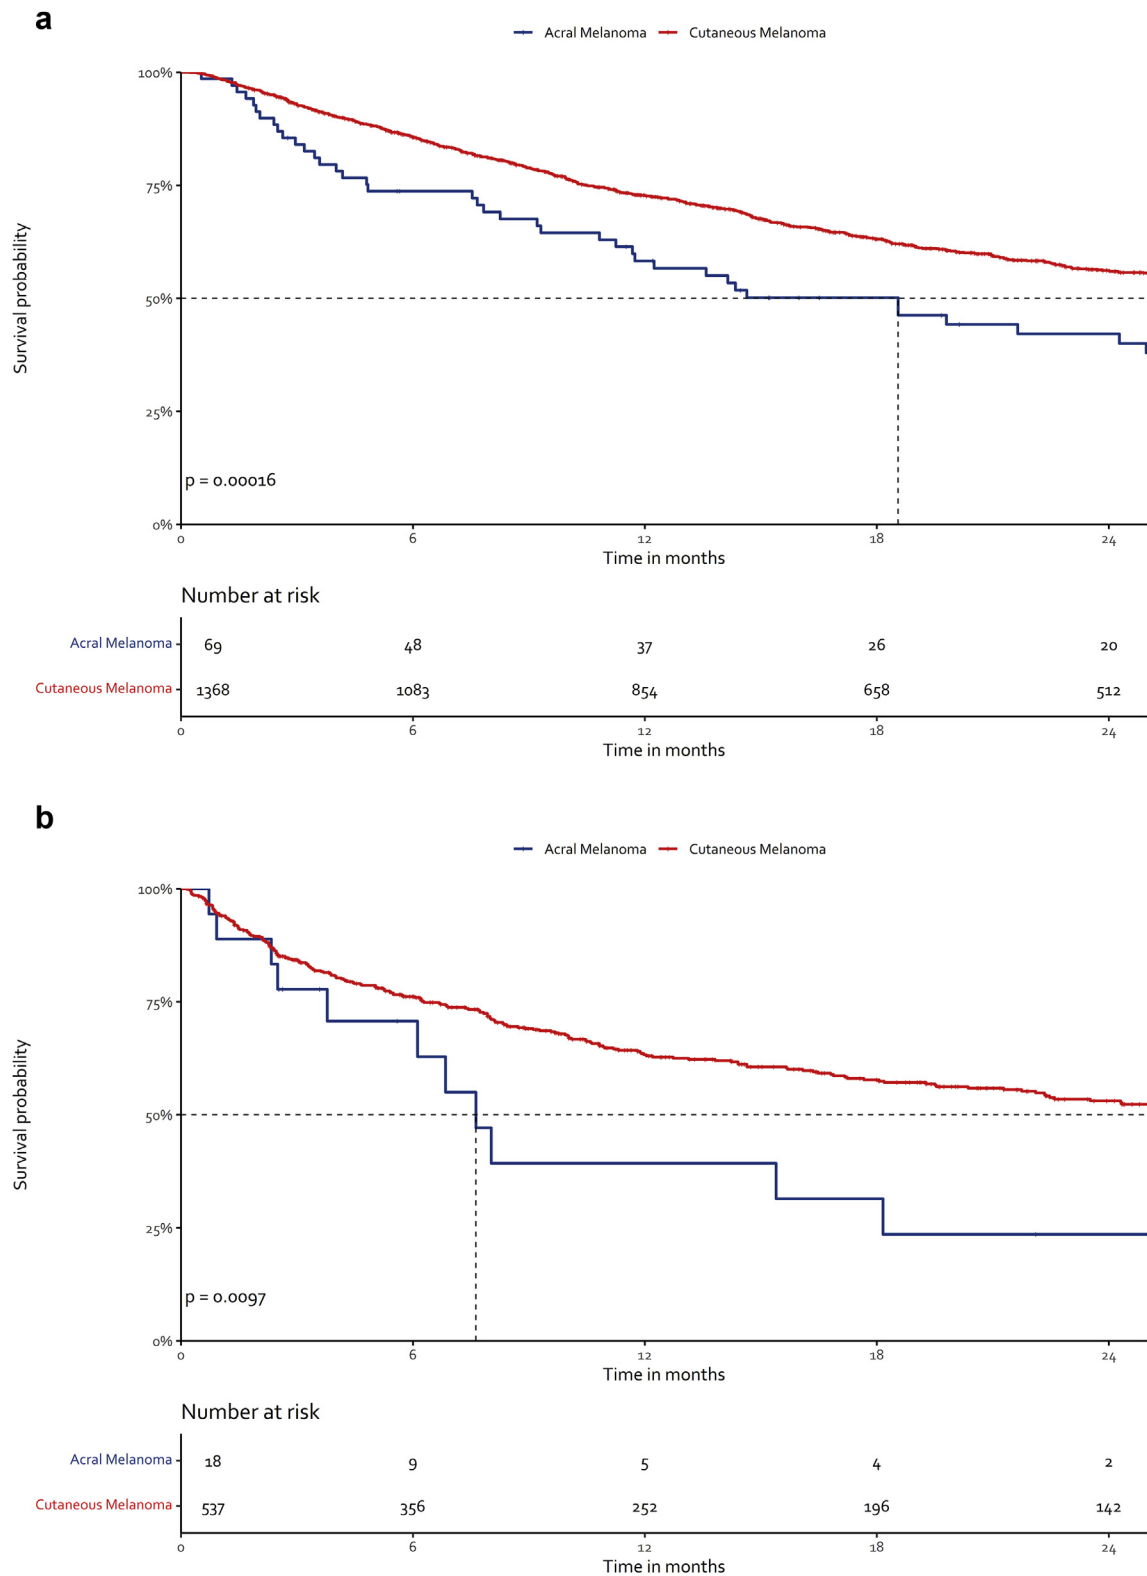 a
Acral Melanoma Cutaneous Melanoma
100%
75%
50%
25%
0%
Survival probability
p = 0.00016
0 6 12 18 24
Time in months
Number at risk
Acral Melanoma 69 48 37 26 20
Cutaneous Melanoma 1368 1083 854 658 512
0 6 12 18 24
Time in months
b
Acral Melanoma Cutaneous Melanoma
100%
75%
50%
25%
0%
Survival probability
p = 0.0097
0 6 12 18 24
Time in months
Number at risk
Acral Melanoma 18 9 5 4 2
Cutaneous Melanoma 537 356 252 196 142
0 6 12 18 24
Time in months